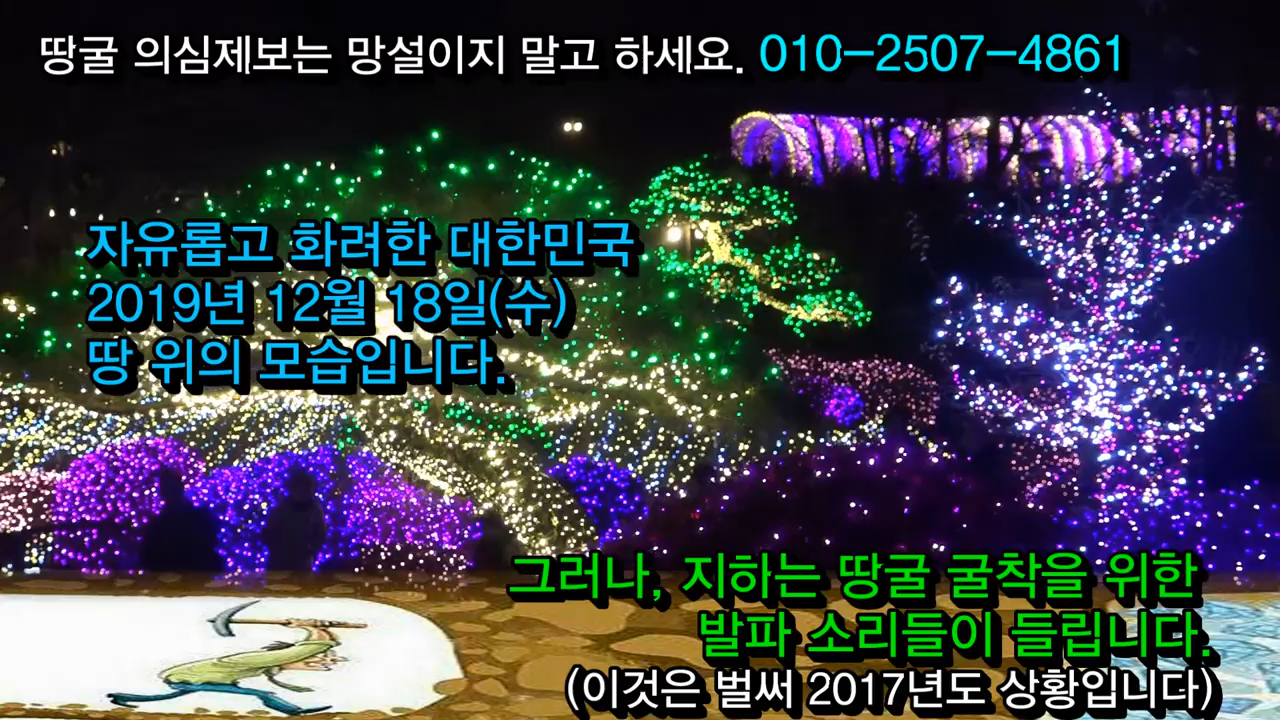 땅굴 의심제보는 망설이지 말고 하세요. 010-2507-4861
자유롭고 화려한 대한민국
2019년 12월 18일(수)
땅 위의 모습입니다.
그러나, 지하는 땅굴 굴착을 위한
발파 소리들이 들립니다.
(이것은 벌써 2017년도 상황입니다)